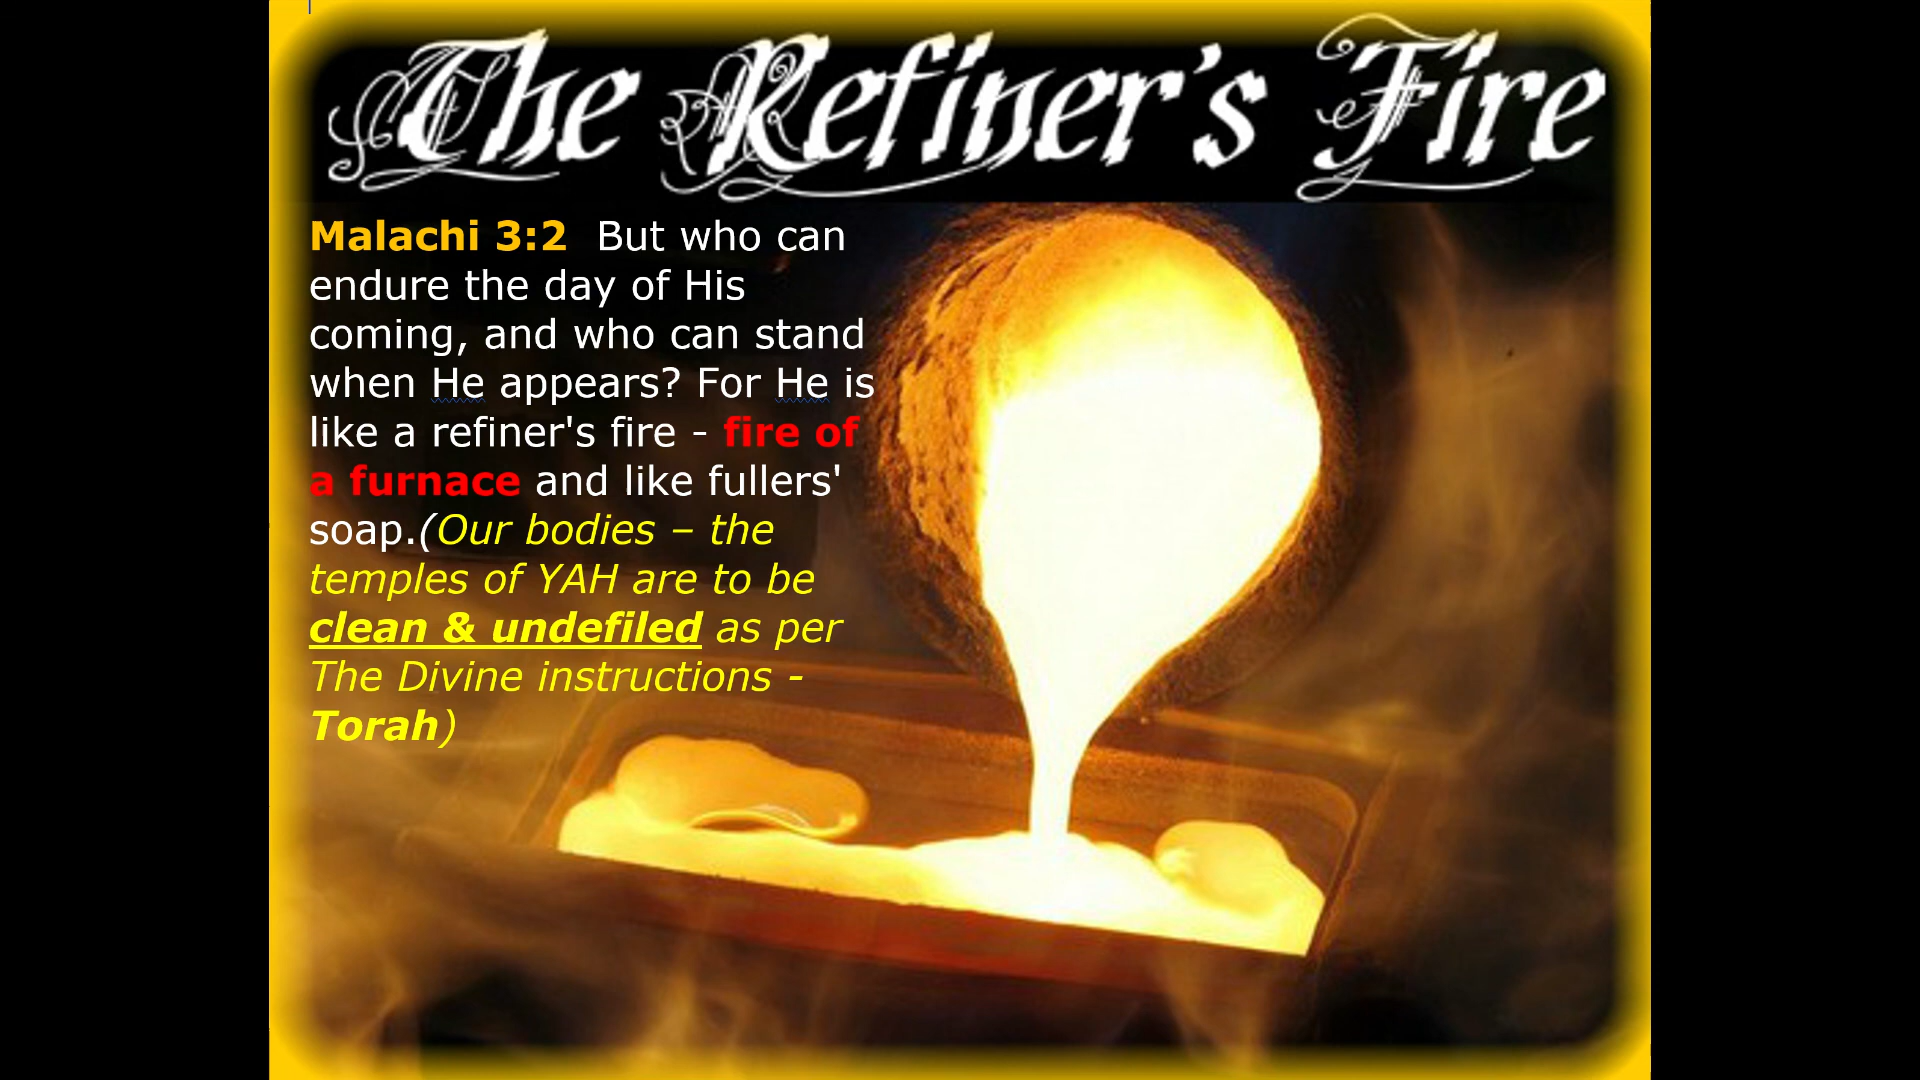 The Refiner's Fire
Malachi 3:2  But who can
endure the day of His
coming, and who can stand
when He appears? For He is
like a refiner's fire - fire of
a furnace and like fullers'
soap.(Our bodies – the
temples of YAH are to be
clean & undefiled as per
The Divine instructions -
Torah)